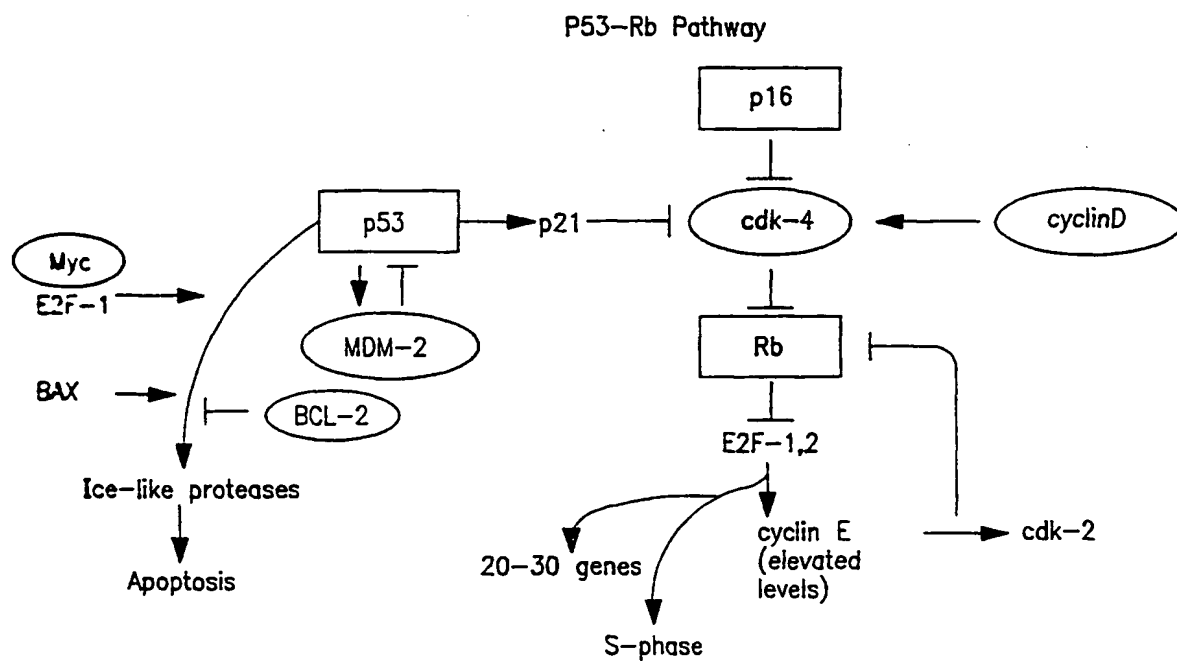 P53-Rb Pathway
p16
p53
p21
cdk-4
cyclinD
Myc
E2F-1
MDM-2
Rb
BAX
BCL-2
E2F-1,2
Ice-like proteases
20-30 genes
cyclin E
(elevated
levels)
cdk-2
Apoptosis
S-phase